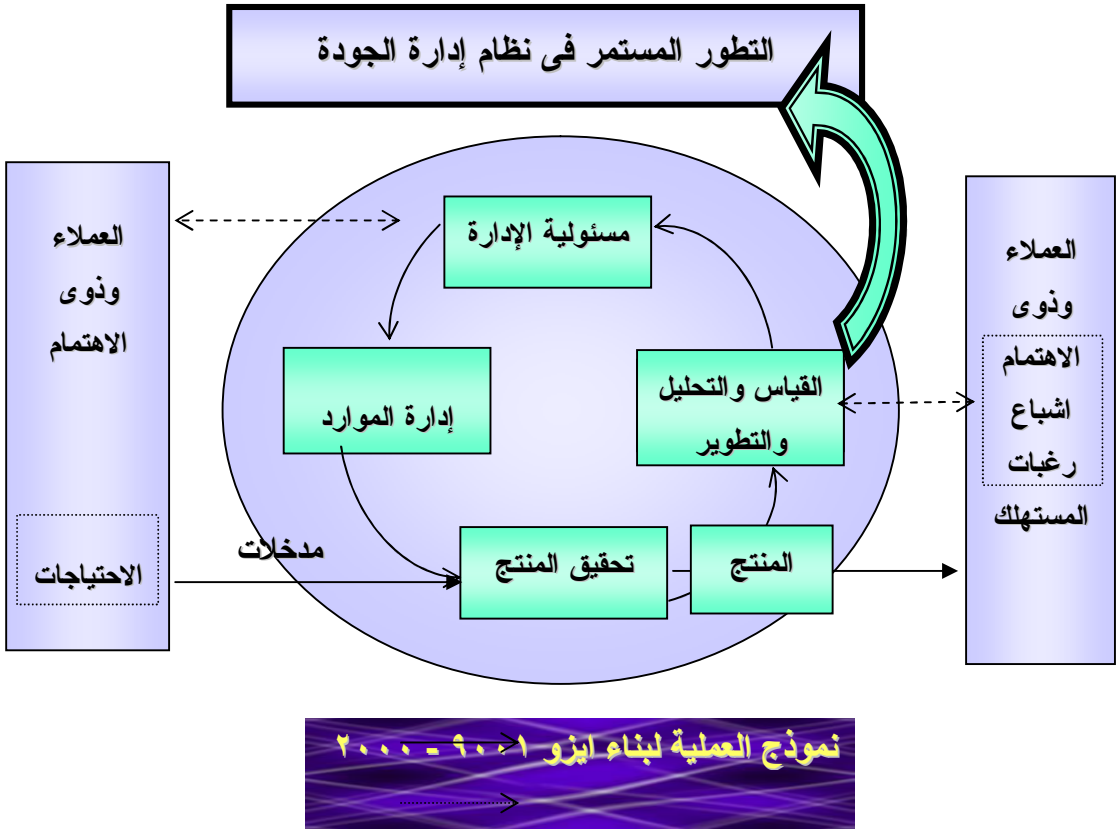 التطور المستمر فى نظام إدارة الجودة
العملاء
وذوى
الاهتمام
مسئولية الإدارة
العملاء
وذوى
الاهتمام
اشباع
رغبات
المستهلك
إدارة الموارد
القياس والتحليل
والتطوير
الاحتياجات
مدخلات
تحقيق المنتج
المنتج
نموذج العملية لبناء ايزو ٩٠٠١ - ٢٠٠٠